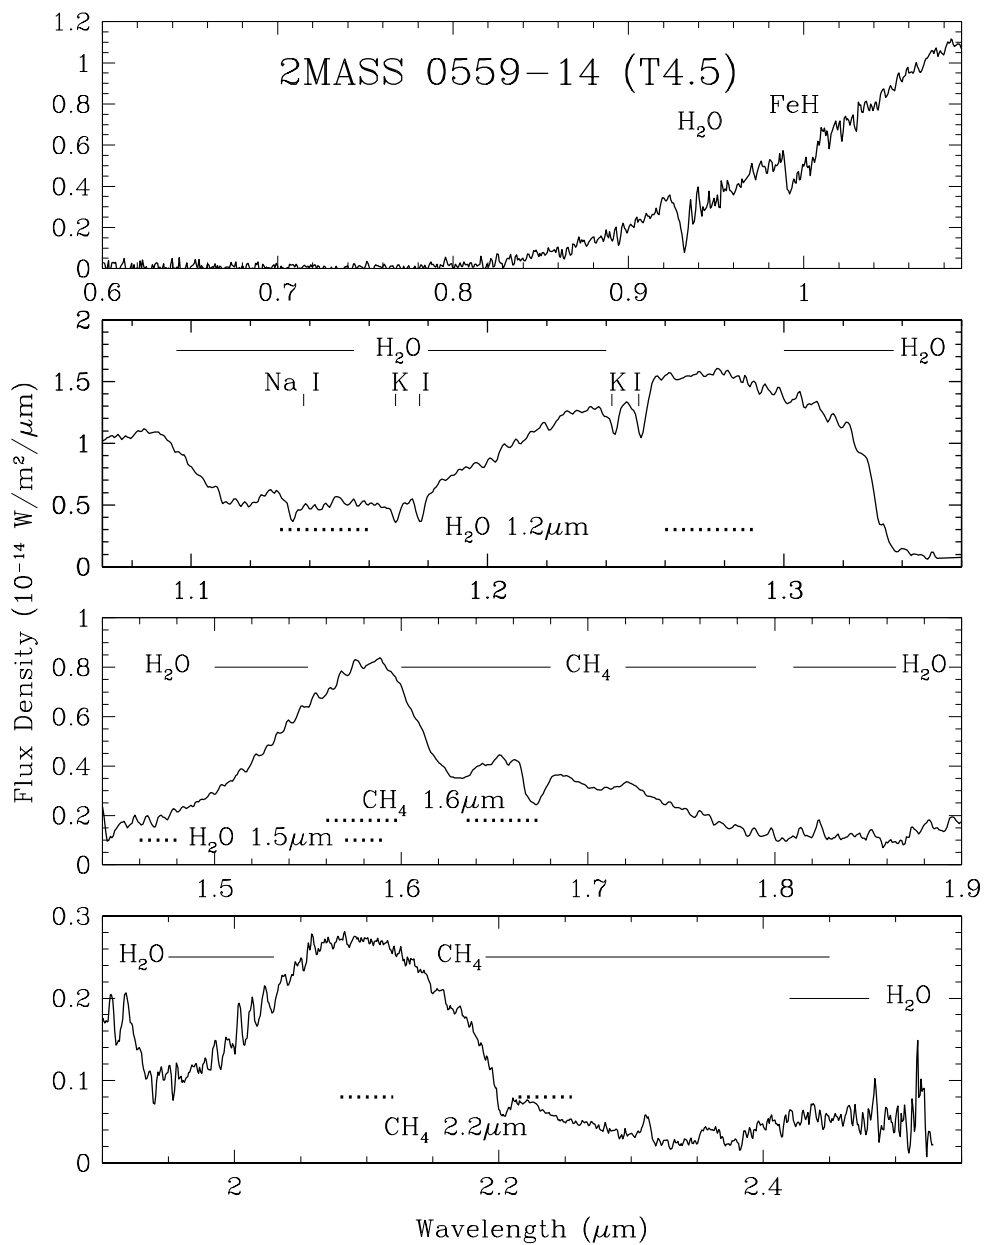 2MASS 0559−14 (T4.5)
H₂O
FeH
1.2
1
0.8
0.6
0.4
0.2
0
0.6 0.7 0.8 0.9 1
H₂O H₂O
Na I K I K I
H₂O 1.2μm
2
1.5
1
0.5
0
1.1 1.2 1.3
Flux Density (10⁻¹⁴ W/m²/μm)
H₂O CH₄ H₂O
CH₄ 1.6μm
H₂O 1.5μm
1
0.8
0.6
0.4
0.2
0
1.5 1.6 1.7 1.8 1.9
H₂O CH₄
H₂O
CH₄ 2.2μm
0.3
0.2
0.1
0
2 2.2 2.4
Wavelength (μm)